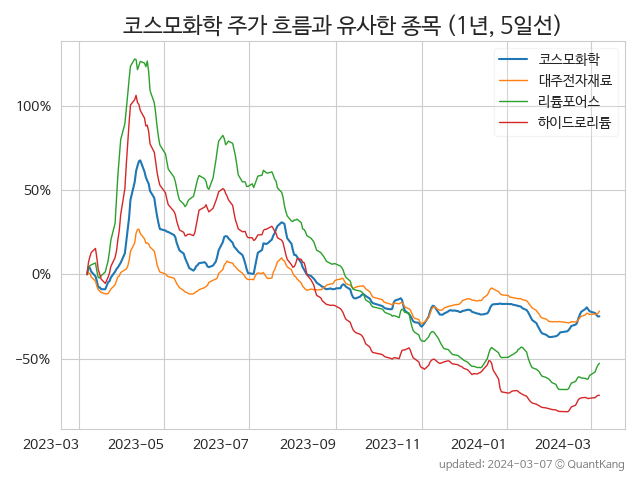 코스모화학 주가 흐름과 유사한 종목 (1년, 5일선)
코스모화학
대주전자재료
리튬포어스
하이드로리튬
100%
50%
0%
−50%
2023-03 2023-05 2023-07 2023-09 2023-11 2024-01 2024-03
updated: 2024-03-07 © QuantKang